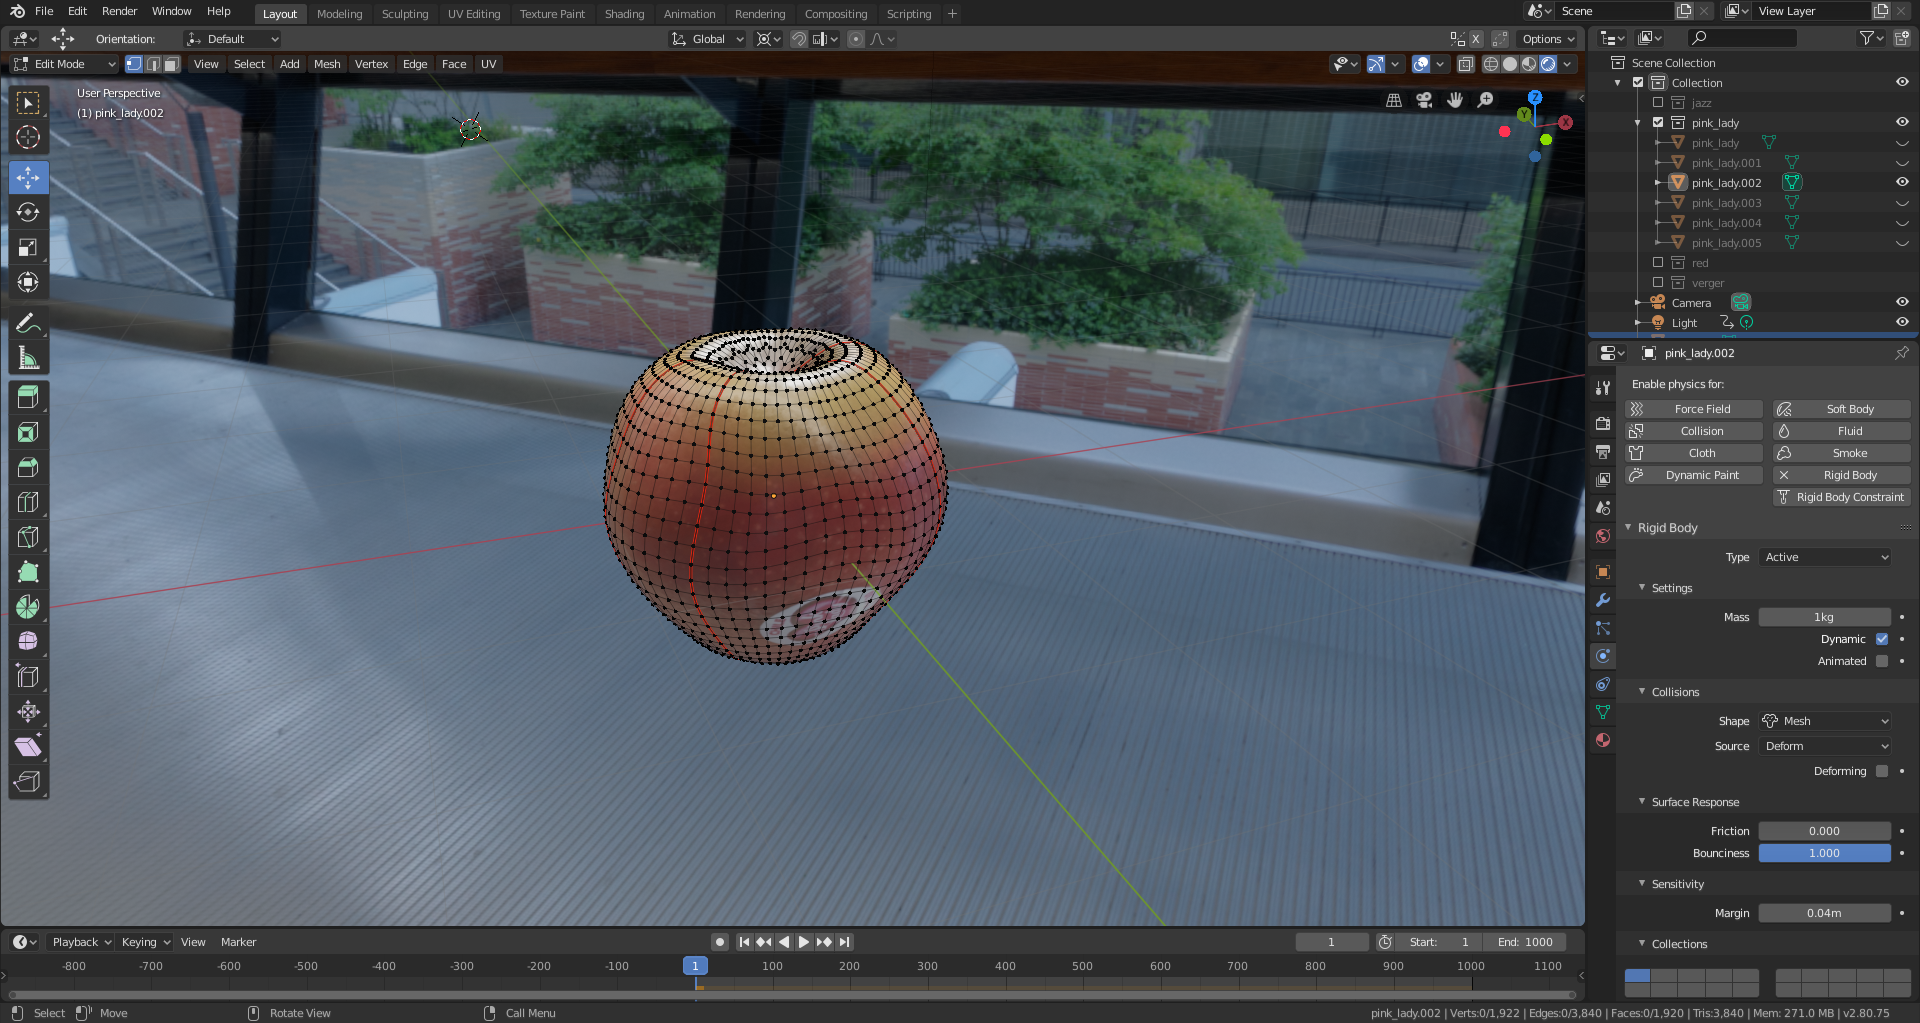 File Edit Render Window Help Layout Modeling Sculpting UV Editing Texture Paint Shading Animation Rendering Compositing Scripting + Scene View Layer
Orientation: Default Global X Options
Edit Mode View Select Add Mesh Vertex Edge Face UV
User Perspective
(1) pink_lady.002
Z
Y
X
Scene Collection
Collection
jazz
pink_lady
pink_lady
pink_lady.001
pink_lady.002
pink_lady.003
pink_lady.004
pink_lady.005
red
verger
Camera
Light
pink_lady.002
Enable physics for:
Force Field Soft Body
Collision Fluid
Cloth Smoke
Dynamic Paint Rigid Body
Rigid Body Constraint
Rigid Body
Type Active
Settings
Mass 1kg
Dynamic
Animated
Collisions
Shape Mesh
Source Deform
Deforming
Surface Response
Friction 0.000
Bounciness 1.000
Sensitivity
Margin 0.04m
Collections
Playback Keying View Marker 1 Start: 1 End: 1000
-800 -700 -600 -500 -400 -300 -200 -100 1 100 200 300 400 500 600 700 800 900 1000 1100
Select Move Rotate View Call Menu pink_lady.002 | Verts:0/1,922 | Edges:0/3,840 | Faces:0/1,920 | Tris:3,840 | Mem: 271.0 MB | v2.80.75